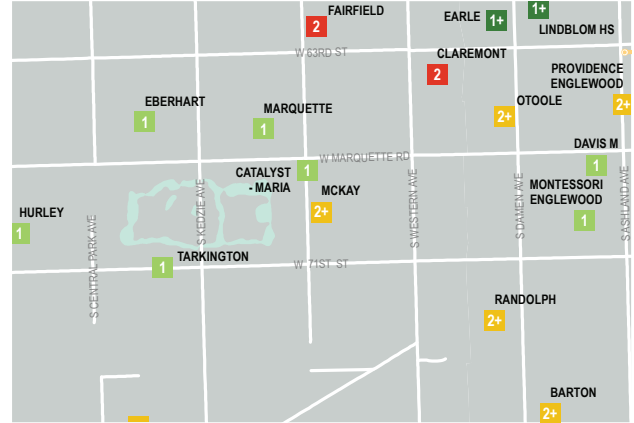 FAIRFIELD
2
EARLE
1+
1+
LINDBLOM HS
W 63RD ST
CLAREMONT
2
PROVIDENCE
ENGLEWOOD
2+
OTOOLE
2+
EBERHART
1
MARQUETTE
1
W MARQUETTE RD
DAVIS M
1
CATALYST
- MARIA
1
MCKAY
2+
MONTESSORI
ENGLEWOOD
1
HURLEY
1
S CENTRAL PARK AVE
S KEDZIE AVE
S WESTERN AVE
S DAMEN AVE
S ASHLAND AVE
TARKINGTON
1
W 71ST ST
RANDOLPH
2+
BARTON
2+